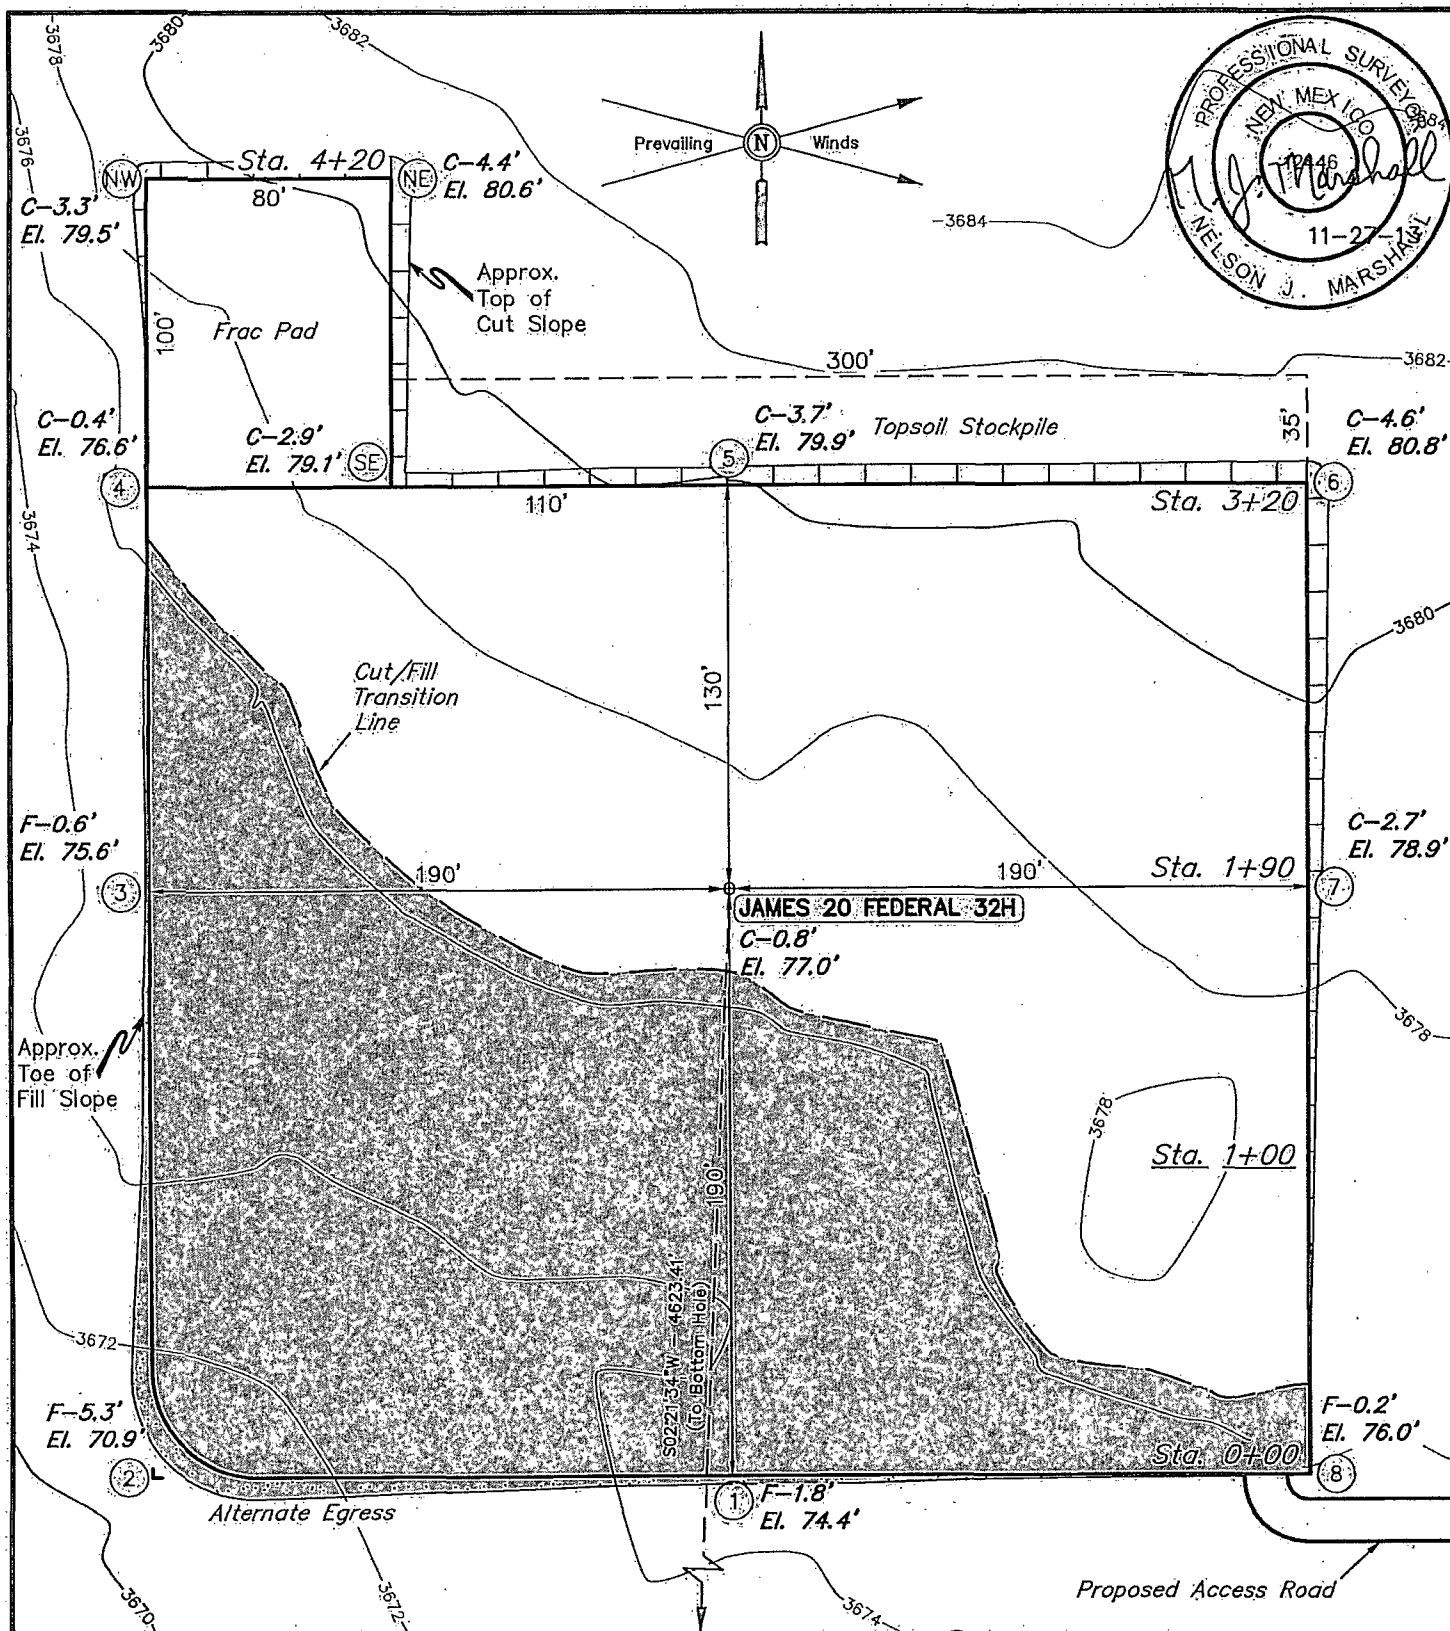 3678
3680
3682
3676
Prevailing
N
Winds
PROFESSIONAL SURVEYOR
NEW MEXICO
3684
N.J. Marshall
11-27-
NELSON J. MARSHALL
3684
NW
Sta. 4+20
NE
C-4.4'
El. 80.6'
80'
C-3.3'
El. 79.5'
Approx.
Top of
Cut Slope
100'
Frac Pad
300'
3682
C-0.4'
El. 76.6'
C-2.9'
El. 79.1'
SE
C-3.7'
El. 79.9'
Topsoil Stockpile
35'
C-4.6'
El. 80.8'
4
5
6
110'
Sta. 3+20
3674
3680
Cut/Fill
Transition
Line
130'
F-0.6'
El. 75.6'
C-2.7'
El. 78.9'
3
190'
190'
Sta. 1+90
7
JAMES 20 FEDERAL 32H
C-0.8'
El. 77.0'
3678
Approx.
Toe of
Fill Slope
3678
Sta. 1+00
190'
S02°21'34"W - 4623.41'
(To Bottom Hole)
3672
F-5.3'
El. 70.9'
F-0.2'
El. 76.0'
Sta. 0+00
2
8
1
F-1.8'
El. 74.4'
Alternate Egress
Proposed Access Road
3670
3672
3674